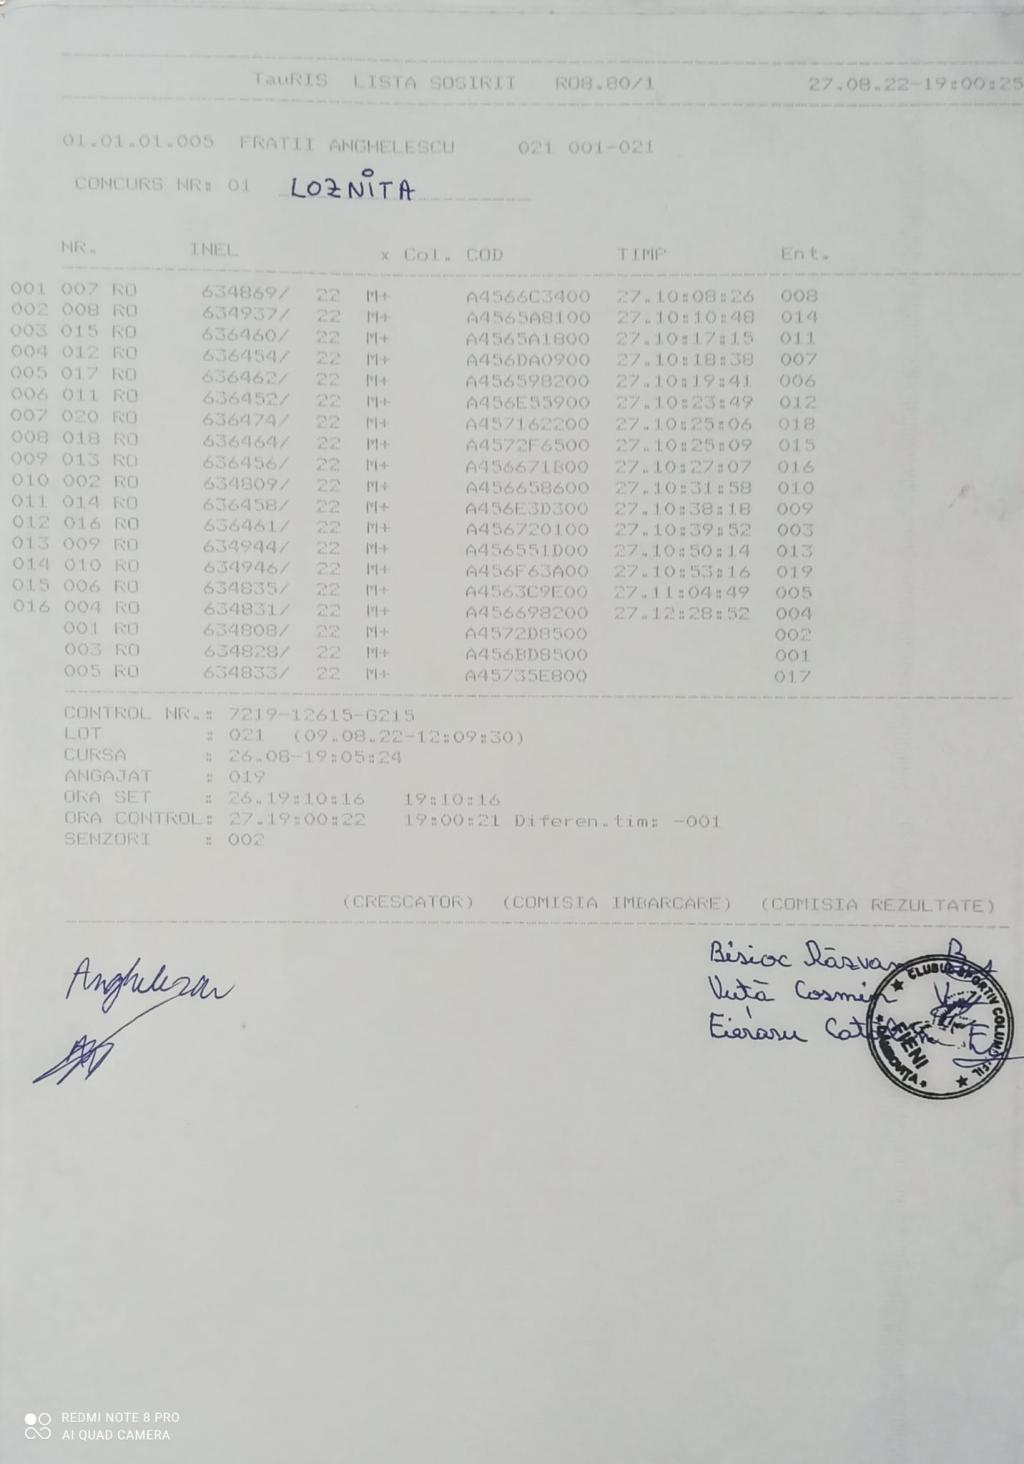 TauRIS LISTA SOSIRII RO8.80/1 27.08.22-19:00:25
01.01.01.005 FRATII ANGHELESCU 021 001-021
CONCURS NR: 01 LOZNITA
NR. INEL x Col. COD TIMP Ent.
001 007 RO 634869/ 22 M+ A4566C3400 27.10:08:26 008
002 008 RO 634937/ 22 M+ A4565A8100 27.10:10:48 014
003 015 RO 636460/ 22 M+ A4565A1800 27.10:17:15 011
004 012 RO 636454/ 22 M+ A456DA0900 27.10:18:38 007
005 017 RO 636462/ 22 M+ A456598200 27.10:19:41 006
006 011 RO 636452/ 22 M+ A456E55900 27.10:23:49 012
007 020 RO 636474/ 22 M+ A457162200 27.10:25:06 018
008 018 RO 636464/ 22 M+ A4572F6500 27.10:25:09 015
009 013 RO 636456/ 22 M+ A456671B00 27.10:27:07 016
010 002 RO 634809/ 22 M+ A456658600 27.10:31:58 010
011 014 RO 636458/ 22 M+ A456E3D300 27.10:38:18 009
012 016 RO 636461/ 22 M+ A456720100 27.10:39:52 003
013 009 RO 634944/ 22 M+ A456551D00 27.10:50:14 013
014 010 RO 634946/ 22 M+ A456F63A00 27.10:53:16 019
015 006 RO 634835/ 22 M+ A4563C9E00 27.11:04:49 005
016 004 RO 634831/ 22 M+ A456698200 27.12:28:52 004
001 RO 634808/ 22 M+ A4572D8500 002
003 RO 634828/ 22 M+ A456BD8500 001
005 RO 634833/ 22 M+ A45735E800 017
CONTROL NR.: 7219-12615-G215
LOT : 021 (09.08.22-12:09:30)
CURSA : 26.08-19:05:24
ANGAJAT : 019
ORA SET : 26.19:10:16 19:10:16
ORA CONTROL: 27.19:00:22 19:00:21 Diferen.tim: -001
SENZORI : 002
(CRESCATOR) (COMISIA IMBARCARE) (COMISIA REZULTATE)
Bisioc Răzvan
Vută Cosmin
CLUBUL SPORTIV COLUMBOFIL
FIENI
DAMBOVITA
REDMI NOTE 8 PRO
AI QUAD CAMERA